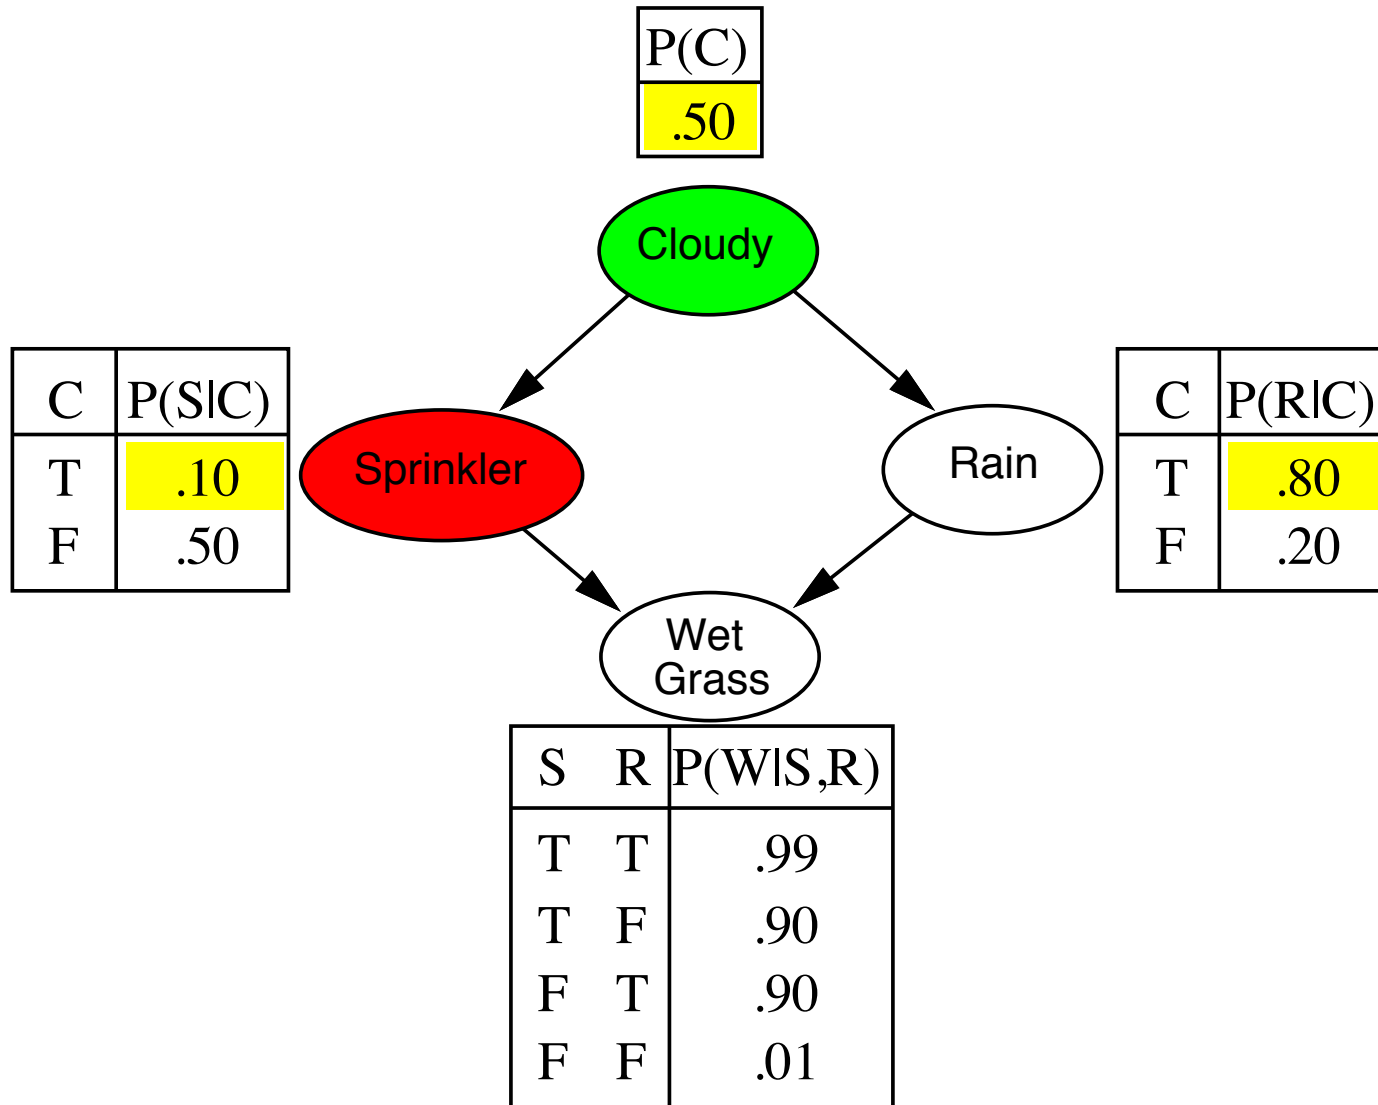 P(C)
.50
Cloudy
C P(S|C)
T .10
F .50
Sprinkler
Rain
C P(R|C)
T .80
F .20
Wet
Grass
S R P(W|S,R)
T T .99
T F .90
F T .90
F F .01